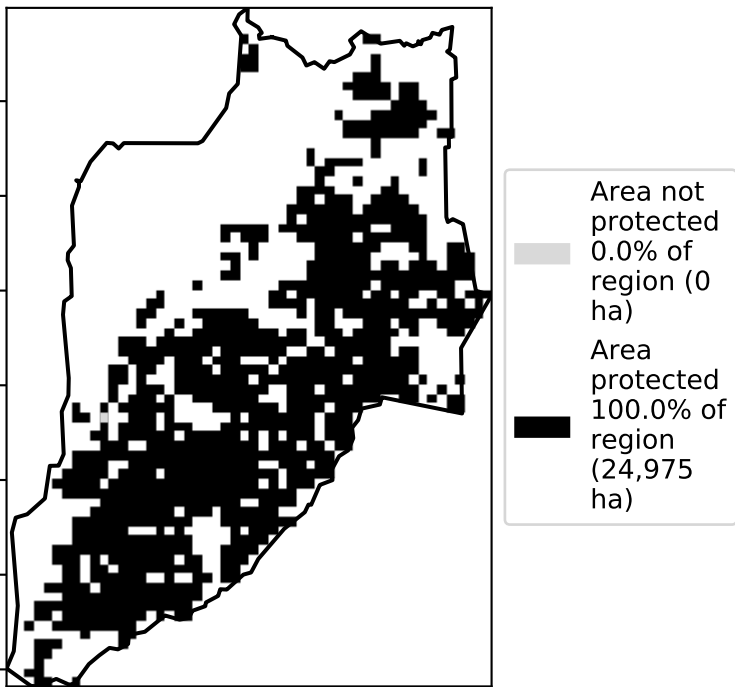 Area not
protected
0.0% of
region (0
ha)
Area
protected
100.0% of
region
(24,975
ha)